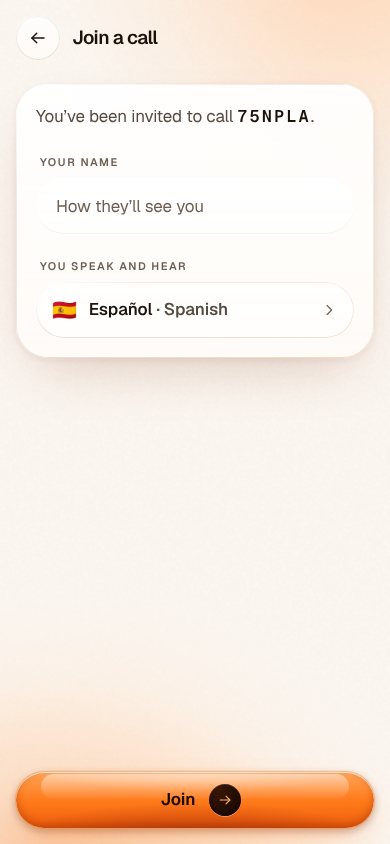 Join a call
You’ve been invited to call 75NPLA.
YOUR NAME
How they’ll see you
YOU SPEAK AND HEAR
Español · Spanish
Join